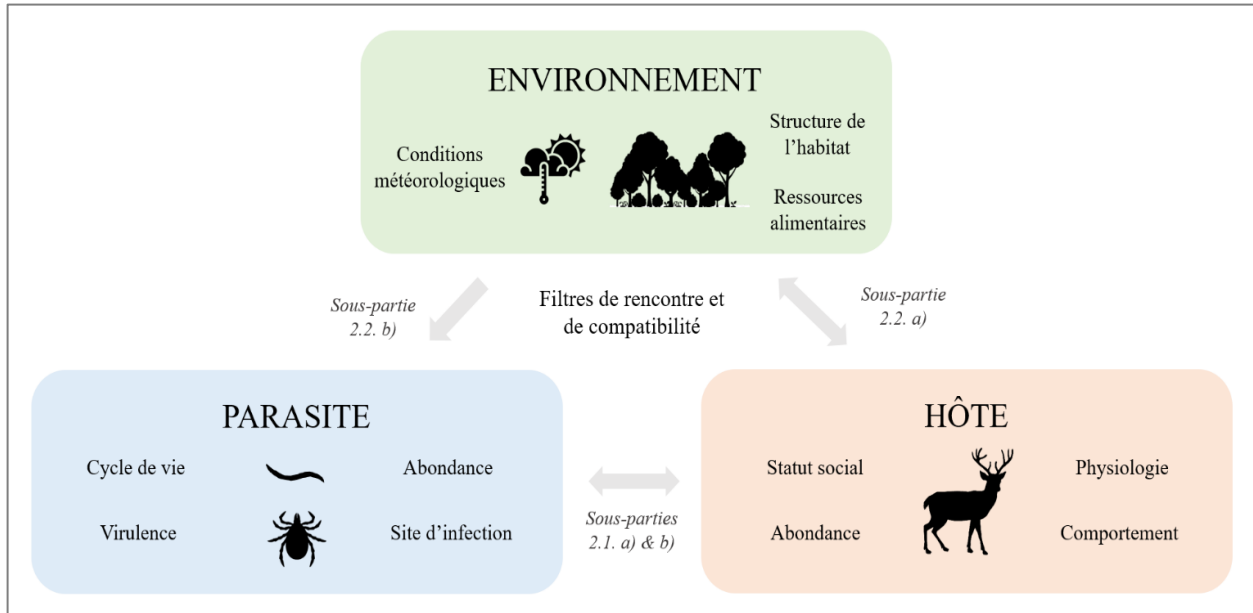 ENVIRONNEMENT
Conditions
météorologiques
Structure de
l’habitat
Ressources
alimentaires
Sous-partie
2.2. b)
Filtres de rencontre et
de compatibilité
Sous-partie
2.2. a)
PARASITE
Cycle de vie
Abondance
Virulence
Site d’infection
Sous-parties
2.1. a) & b)
HÔTE
Statut social
Physiologie
Abondance
Comportement